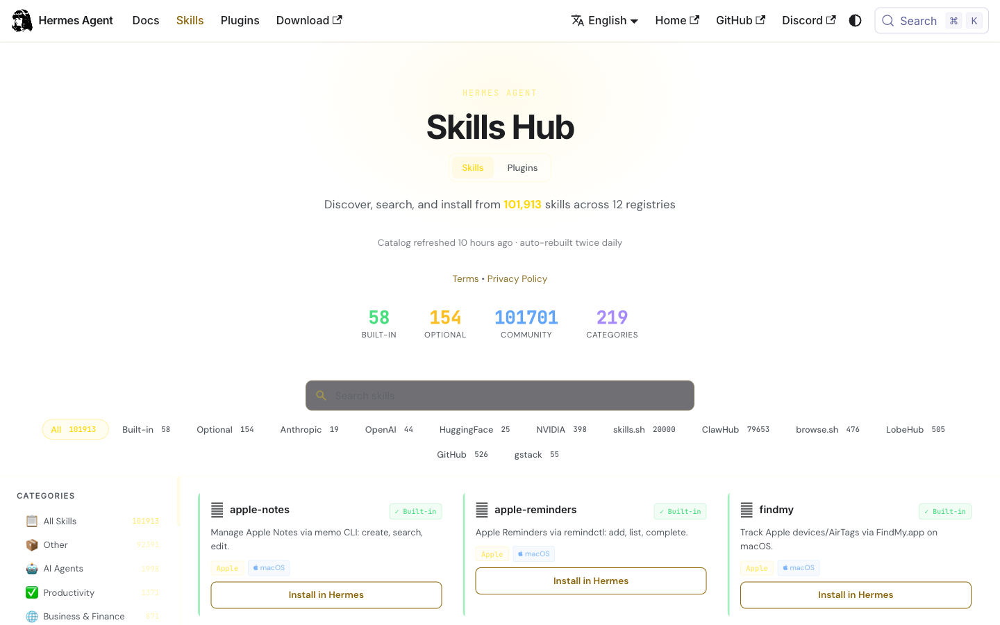 Hermes Agent Docs Skills Plugins Download English Home GitHub Discord Search ⌘ K
HERMES AGENT
Skills Hub
Skills Plugins
Discover, search, and install from 101,913 skills across 12 registries
Catalog refreshed 10 hours ago · auto-rebuilt twice daily
Terms • Privacy Policy
58 154 101701 219
BUILT-IN OPTIONAL COMMUNITY CATEGORIES
Search skills
All 101913 Built-in 58 Optional 154 Anthropic 19 OpenAI 44 HuggingFace 25 NVIDIA 398 skills.sh 20000 ClawHub 79653 browse.sh 476 LobeHub 505
GitHub 526 gstack 55
CATEGORIES
All Skills 101913
Other 92391
AI Agents 1998
Productivity 1371
Business & Finance 871
apple-notes ✓ Built-in
Manage Apple Notes via memo CLI: create, search,
edit.
Apple macOS
Install in Hermes
apple-reminders ✓ Built-in
Apple Reminders via remindctl: add, list, complete.
Apple macOS
Install in Hermes
findmy ✓ Built-in
Track Apple devices/AirTags via FindMy.app on
macOS.
Apple macOS
Install in Hermes